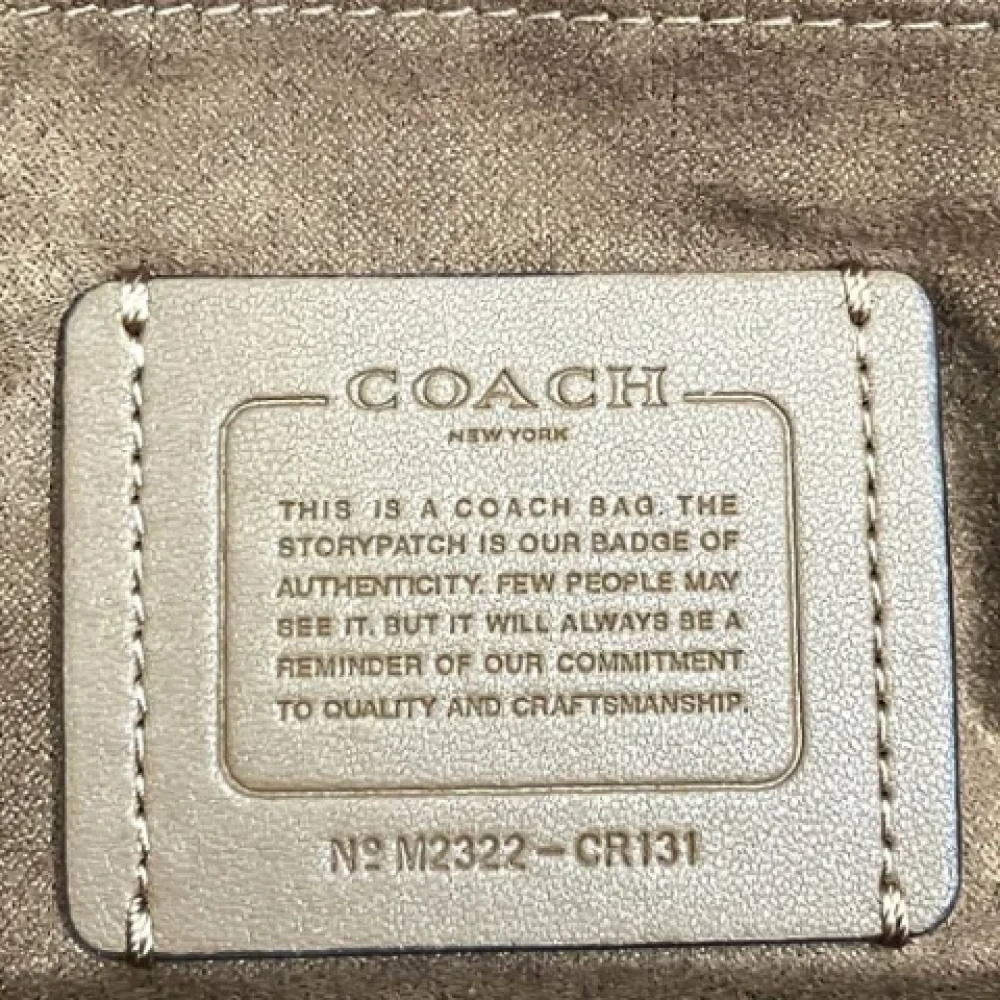 COACH
NEW YORK
THIS IS A COACH BAG. THE
STORYPATCH IS OUR BADGE OF
AUTHENTICITY. FEW PEOPLE MAY
SEE IT. BUT IT WILL ALWAYS BE A
REMINDER OF OUR COMMITMENT
TO QUALITY AND CRAFTSMANSHIP.
Nº M2322-CR131